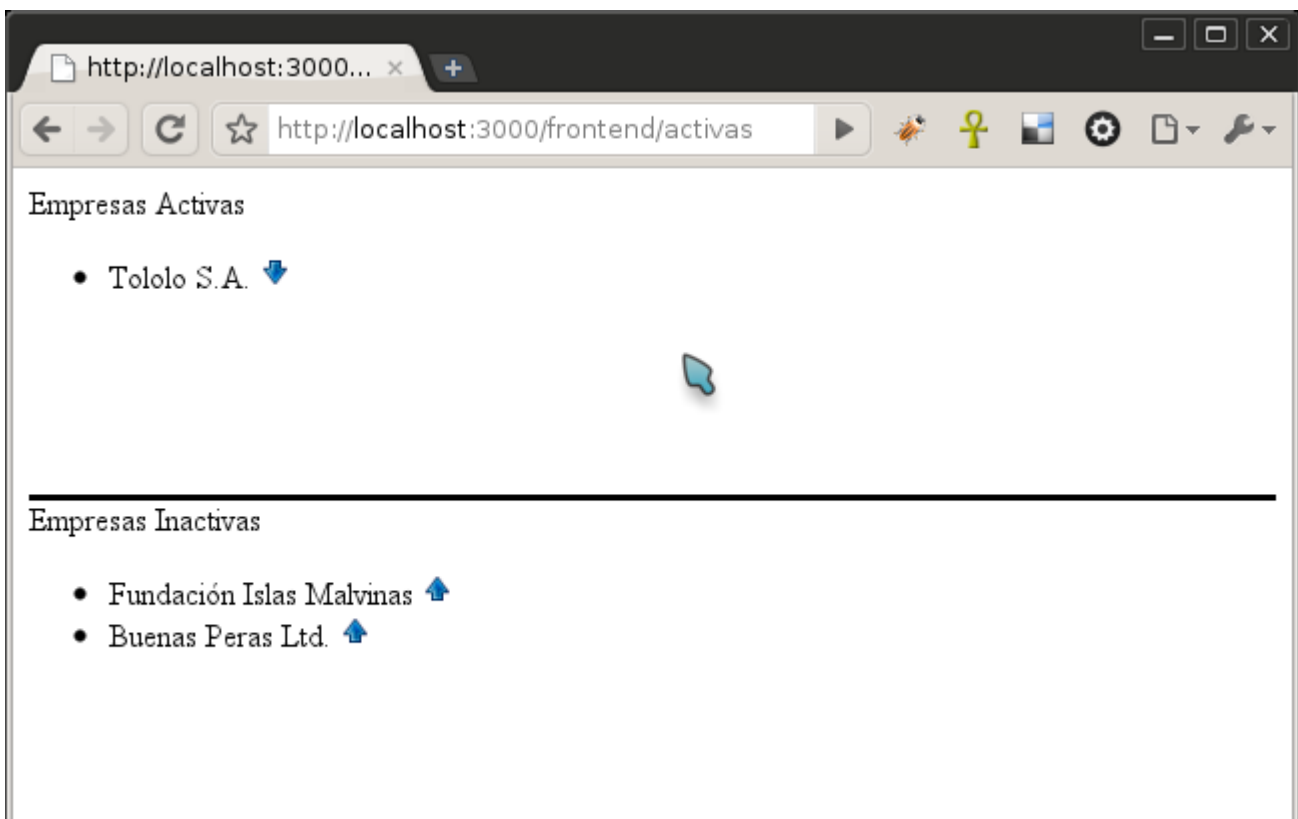 http://localhost:3000...
http://localhost:3000/frontend/activas
Empresas Activas
Tololo S.A.
Empresas Inactivas
Fundación Islas Malvinas
Buenas Peras Ltd.